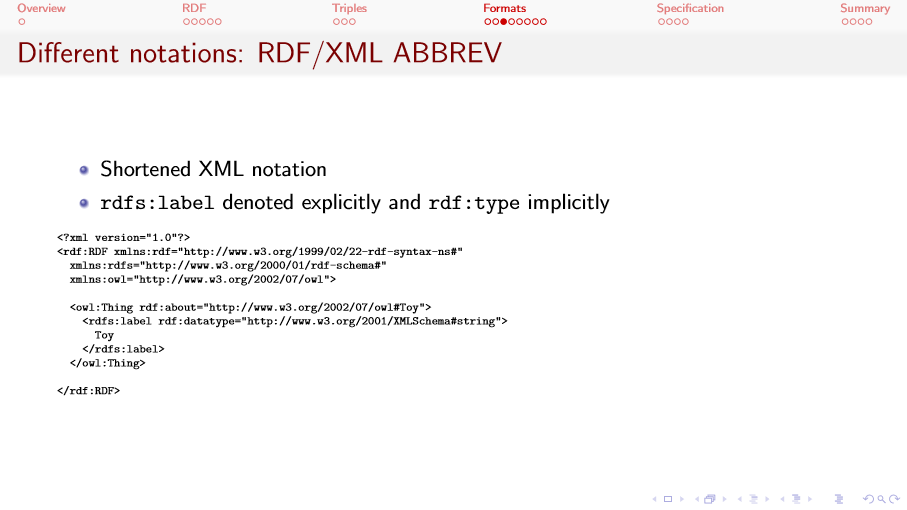 Overview RDF Triples Formats Specification Summary
Different notations: RDF/XML ABBREV
Shortened XML notation
rdfs:label denoted explicitly and rdf:type implicitly
<?xml version="1.0"?>
<rdf:RDF xmlns:rdf="http://www.w3.org/1999/02/22-rdf-syntax-ns#"
xmlns:rdfs="http://www.w3.org/2000/01/rdf-schema#"
xmlns:owl="http://www.w3.org/2002/07/owl">
<owl:Thing rdf:about="http://www.w3.org/2002/07/owl#Toy">
<rdfs:label rdf:datatype="http://www.w3.org/2001/XMLSchema#string">
Toy
</rdfs:label>
</owl:Thing>
</rdf:RDF>